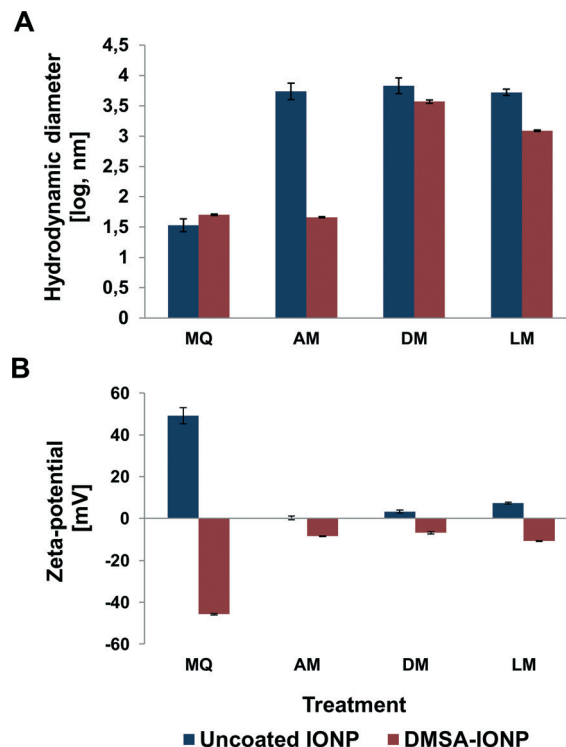 A
Hydrodynamic diameter
[log, nm]
4,5
4
3,5
3
2,5
2
1,5
1
0,5
0
MQ AM DM LM
B
Zeta-potential
[mV]
60
40
20
0
-20
-40
-60
MQ AM DM LM
Treatment
Uncoated IONP DMSA-IONP